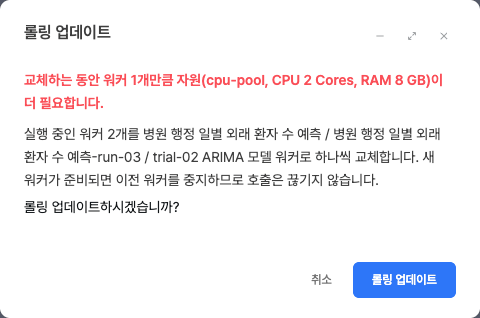 롤링 업데이트
교체하는 동안 워커 1개만큼 자원(cpu-pool, CPU 2 Cores, RAM 8 GB)이
더 필요합니다.
실행 중인 워커 2개를 병원 행정 일별 외래 환자 수 예측 / 병원 행정 일별 외래
환자 수 예측-run-03 / trial-02 ARIMA 모델 워커로 하나씩 교체합니다. 새
워커가 준비되면 이전 워커를 중지하므로 호출은 끊기지 않습니다.
롤링 업데이트하시겠습니까?
취소
롤링 업데이트